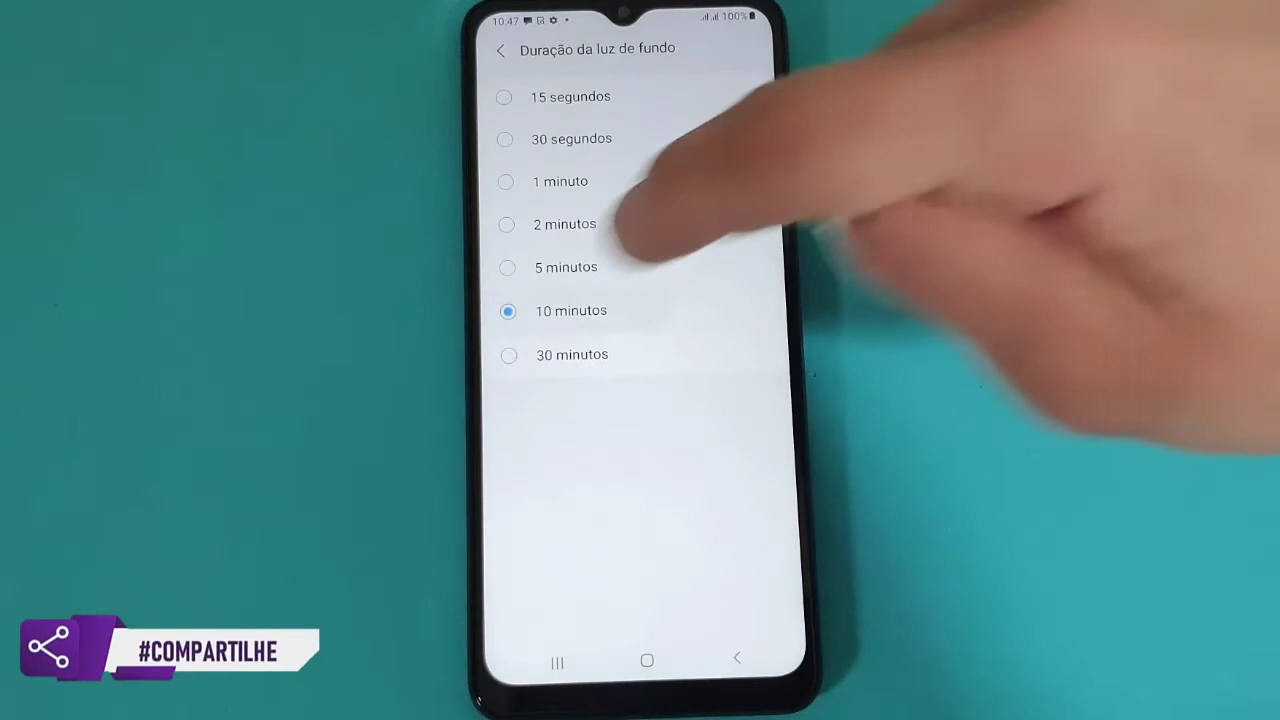 10:47
100%
Duração da luz de fundo
15 segundos
30 segundos
1 minuto
2 minutos
5 minutos
10 minutos
30 minutos
#COMPARTILHE